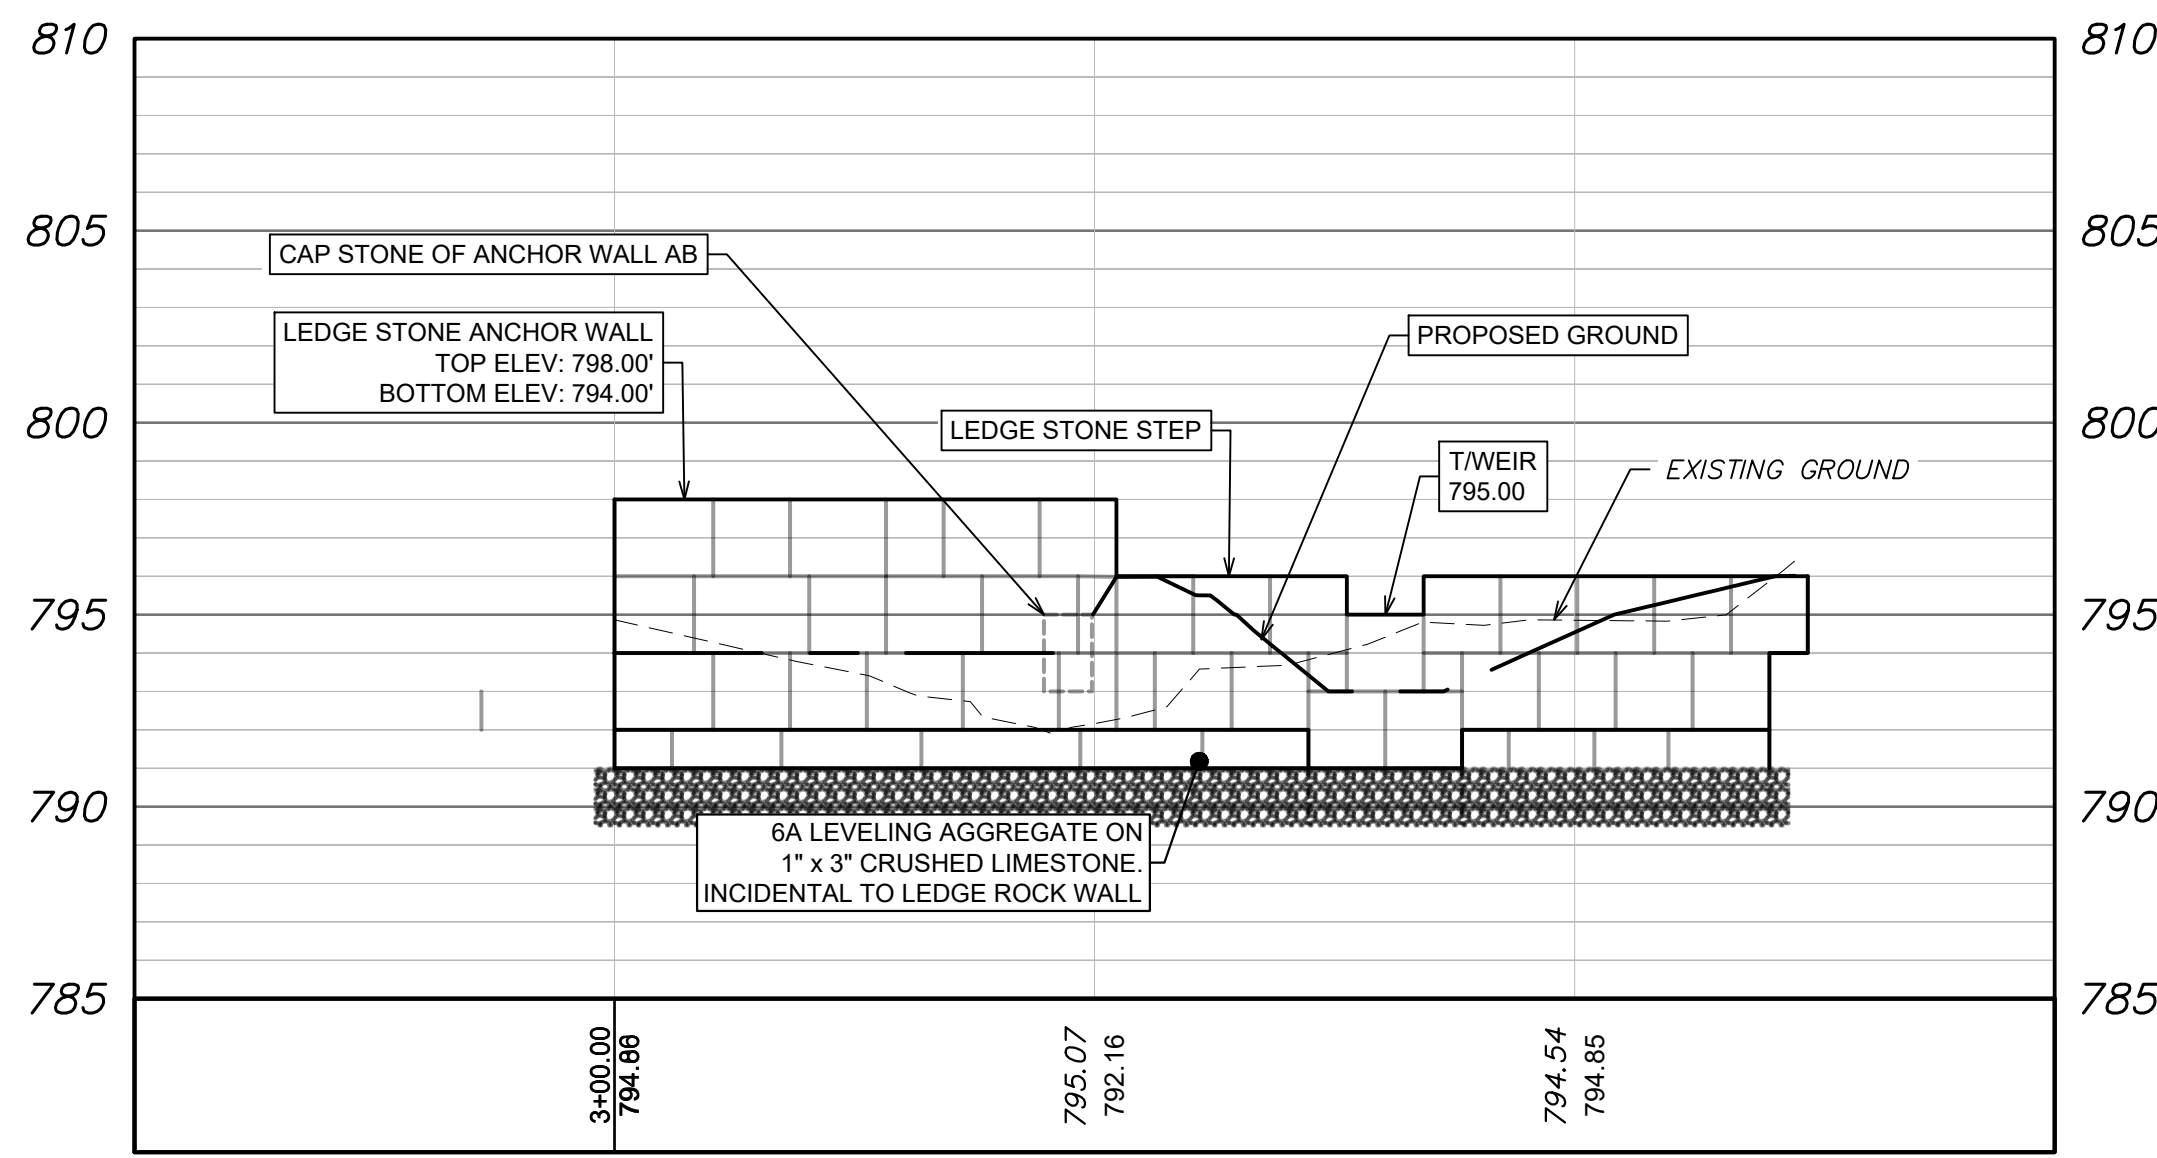 810
810
805
805
CAP STONE OF ANCHOR WALL AB
LEDGE STONE ANCHOR WALL
TOP ELEV: 798.00'
BOTTOM ELEV: 794.00'
PROPOSED GROUND
800
800
LEDGE STONE STEP
T/WEIR
795.00
EXISTING GROUND
795
795
790
790
6A LEVELING AGGREGATE ON
1" x 3" CRUSHED LIMESTONE.
INCIDENTAL TO LEDGE ROCK WALL
785
785
3+00.00
795.07
792.16
794.54
794.85